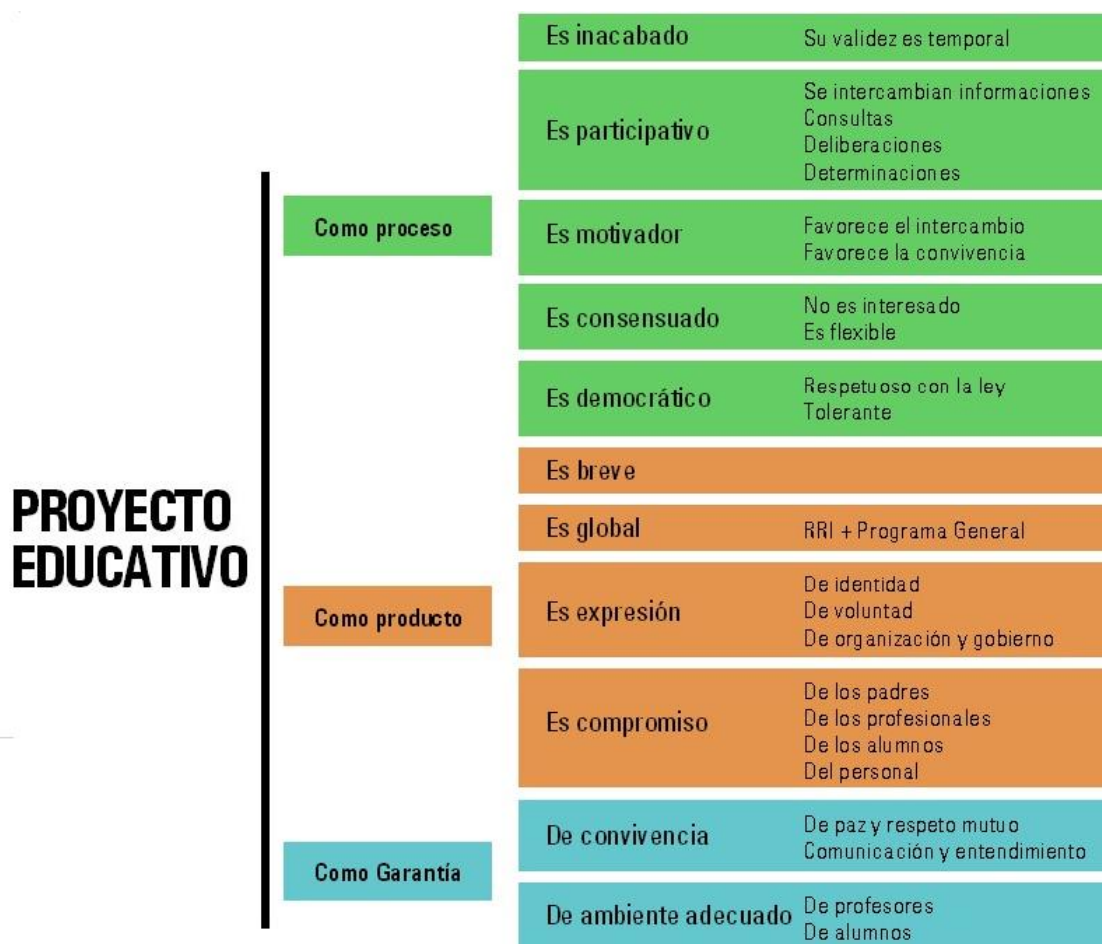 PROYECTO
EDUCATIVO
Como proceso
Es inacabado
Su validez es temporal
Es participativo
Se intercambian informaciones
Consultas
Deliberaciones
Determinaciones
Es motivador
Favorece el intercambio
Favorece la convivencia
Es consensuado
No es interesado
Es flexible
Es democrático
Respetuoso con la ley
Tolerante
Como producto
Es breve
Es global
RRI + Programa General
Es expresión
De identidad
De voluntad
De organización y gobierno
Es compromiso
De los padres
De los profesionales
De los alumnos
Del personal
Como Garantía
De convivencia
De paz y respeto mutuo
Comunicación y entendimiento
De ambiente adecuado
De profesores
De alumnos